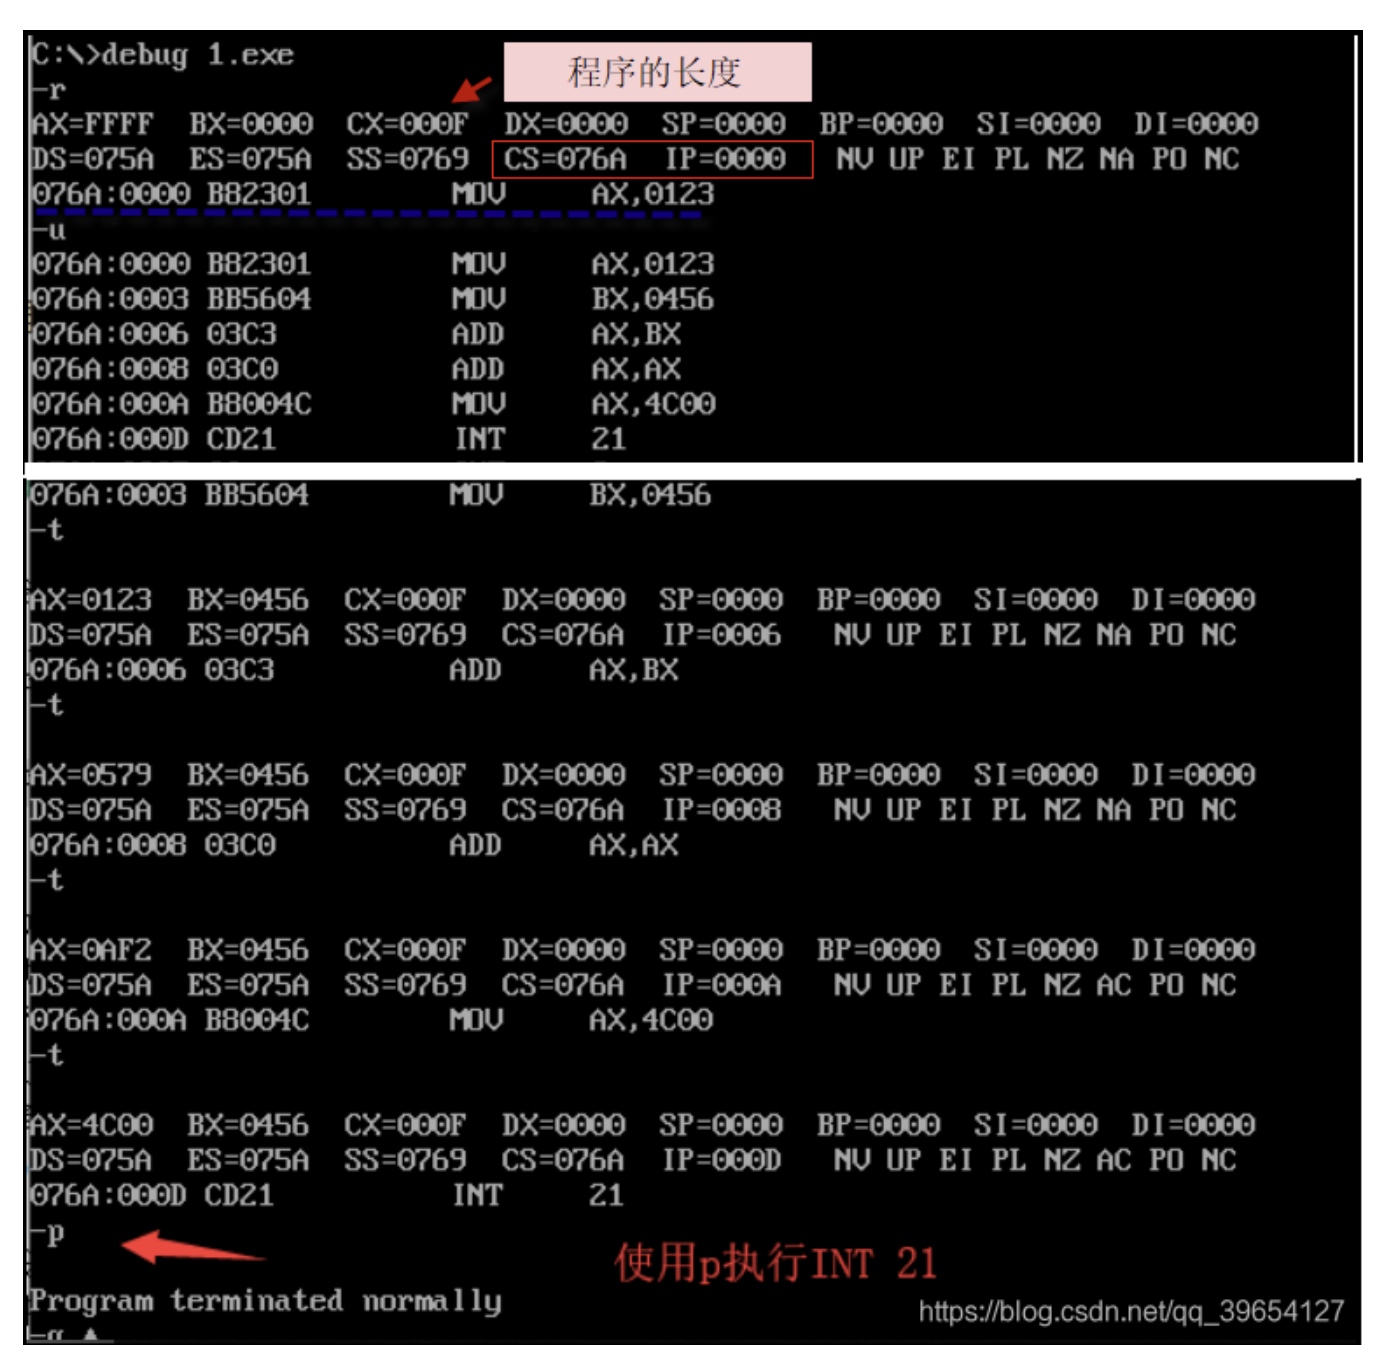 C:\>debug 1.exe
程序的长度
-r
AX=FFFF BX=0000 CX=000F DX=0000 SP=0000 BP=0000 SI=0000 DI=0000
DS=075A ES=075A SS=0769 CS=076A IP=0000 NV UP EI PL NZ NA PO NC
076A:0000 B82301 MOV AX,0123
-u
076A:0000 B82301 MOV AX,0123
076A:0003 BB5604 MOV BX,0456
076A:0006 03C3 ADD AX,BX
076A:0008 03C0 ADD AX,AX
076A:000A B8004C MOV AX,4C00
076A:000D CD21 INT 21
076A:0003 BB5604 MOV BX,0456
-t
AX=0123 BX=0456 CX=000F DX=0000 SP=0000 BP=0000 SI=0000 DI=0000
DS=075A ES=075A SS=0769 CS=076A IP=0006 NV UP EI PL NZ NA PO NC
076A:0006 03C3 ADD AX,BX
-t
AX=0579 BX=0456 CX=000F DX=0000 SP=0000 BP=0000 SI=0000 DI=0000
DS=075A ES=075A SS=0769 CS=076A IP=0008 NV UP EI PL NZ NA PO NC
076A:0008 03C0 ADD AX,AX
-t
AX=0AF2 BX=0456 CX=000F DX=0000 SP=0000 BP=0000 SI=0000 DI=0000
DS=075A ES=075A SS=0769 CS=076A IP=000A NV UP EI PL NZ AC PO NC
076A:000A B8004C MOV AX,4C00
-t
AX=4C00 BX=0456 CX=000F DX=0000 SP=0000 BP=0000 SI=0000 DI=0000
DS=075A ES=075A SS=0769 CS=076A IP=000D NV UP EI PL NZ AC PO NC
076A:000D CD21 INT 21
-p
使用p执行INT 21
Program terminated normally
https://blog.csdn.net/qq_39654127